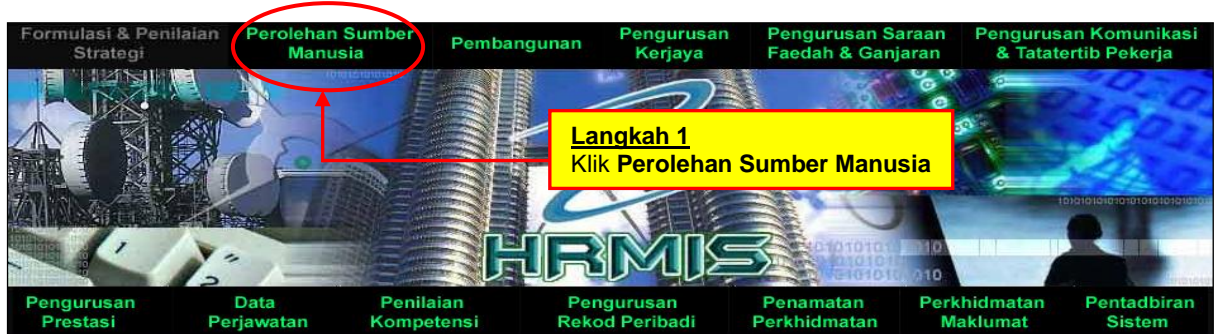 Formulasi & Penilaian Strategi
Perolehan Sumber Manusia
Pembangunan
Pengurusan Kerjaya
Pengurusan Saraan Faedah & Ganjaran
Pengurusan Komunikasi & Tatatertib Pekerja
Langkah 1
Klik Perolehan Sumber Manusia
HRMIS
1
2
"
Pengurusan Prestasi
Data Perjawatan
Penilaian Kompetensi
Pengurusan Rekod Peribadi
Penamatan Perkhidmatan
Perkhidmatan Maklumat
Pentadbiran Sistem